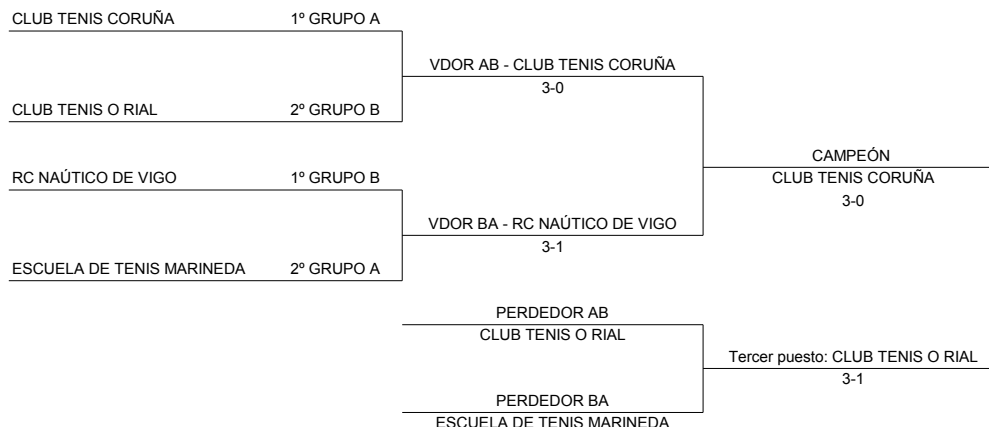 CLUB TENIS CORUÑA 1º GRUPO A
VDOR AB - CLUB TENIS CORUÑA
3-0
CLUB TENIS O RIAL 2º GRUPO B
CAMPEÓN
RC NAÚTICO DE VIGO 1º GRUPO B
CLUB TENIS CORUÑA
3-0
VDOR BA - RC NAÚTICO DE VIGO
3-1
ESCUELA DE TENIS MARINEDA 2º GRUPO A
PERDEDOR AB
CLUB TENIS O RIAL
Tercer puesto: CLUB TENIS O RIAL
3-1
PERDEDOR BA
ESCUELA DE TENIS MARINEDA